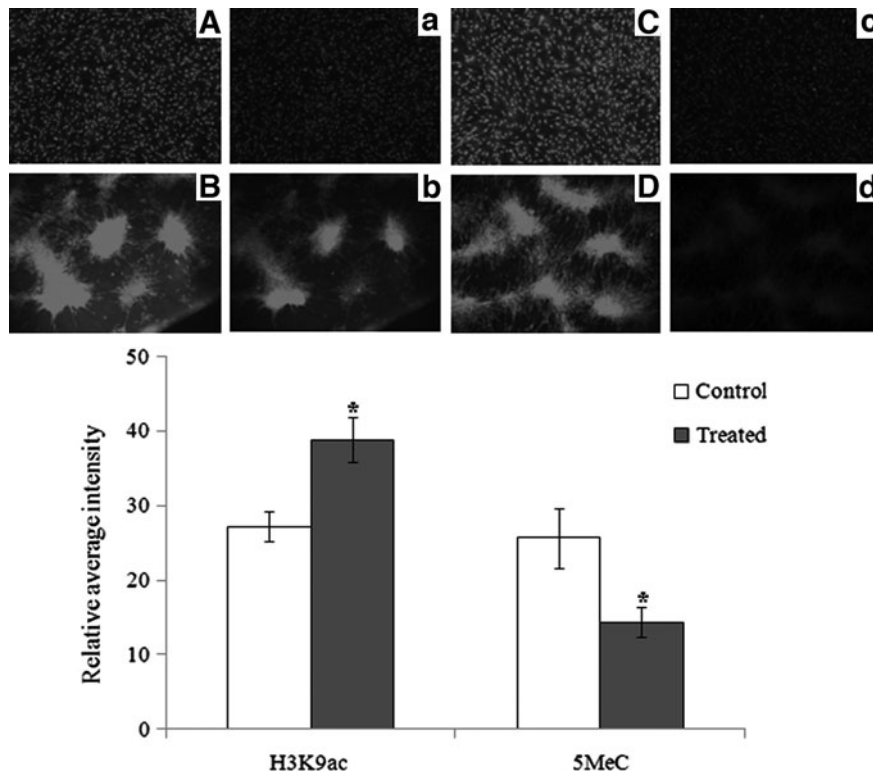 A
a
C
c
B
b
D
d
50
40
30
20
10
0
Relative average intensity
*
*
Control
Treated
H3K9ac
5MeC